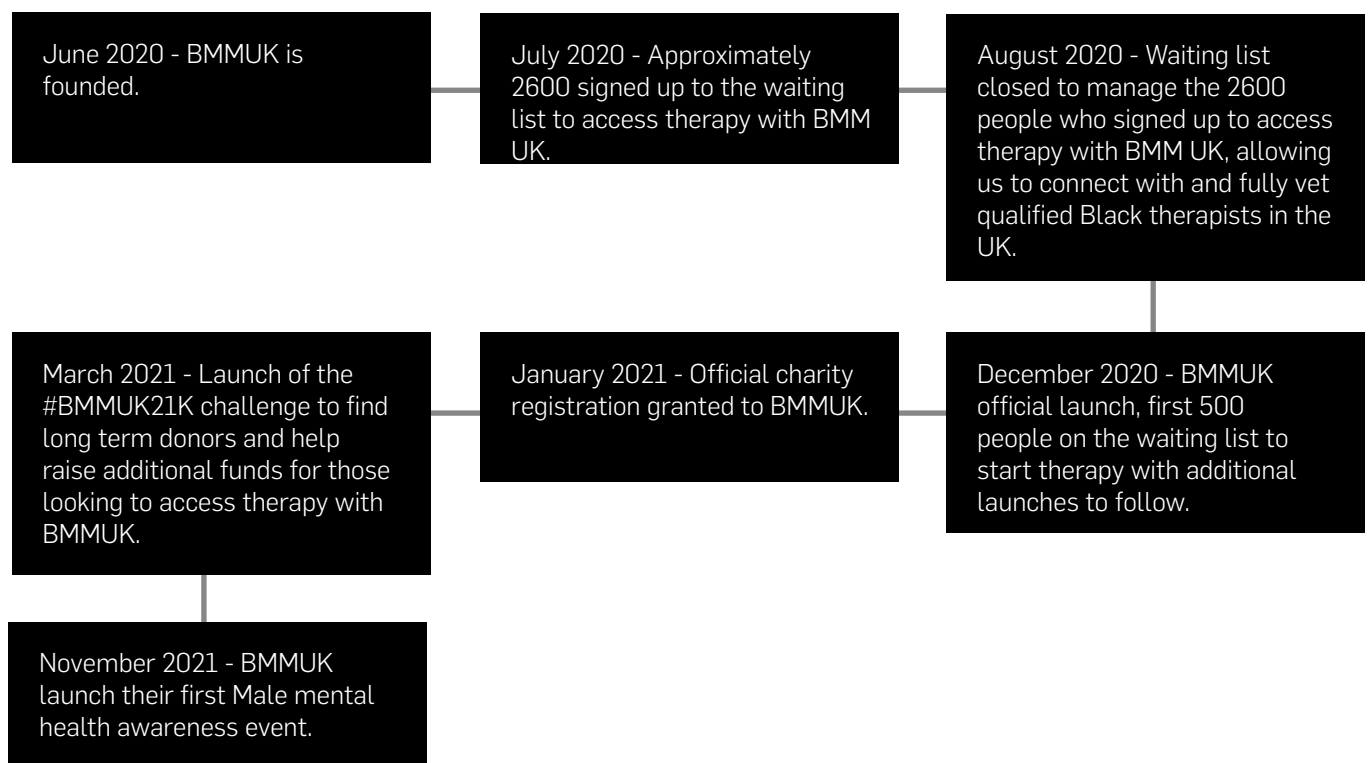 June 2020 - BMMUK is
founded.
July 2020 - Approximately
2600 signed up to the waiting
list to access therapy with BMM
UK.
August 2020 - Waiting list
closed to manage the 2600
people who signed up to access
therapy with BMM UK, allowing
us to connect with and fully vet
qualified Black therapists in the
UK.
December 2020 - BMMUK
official launch, first 500
people on the waiting list to
start therapy with additional
launches to follow.
January 2021 - Official charity
registration granted to BMMUK.
March 2021 - Launch of the
#BMMUK21K challenge to find
long term donors and help
raise additional funds for those
looking to access therapy with
BMMUK.
November 2021 - BMMUK
launch their first Male mental
health awareness event.